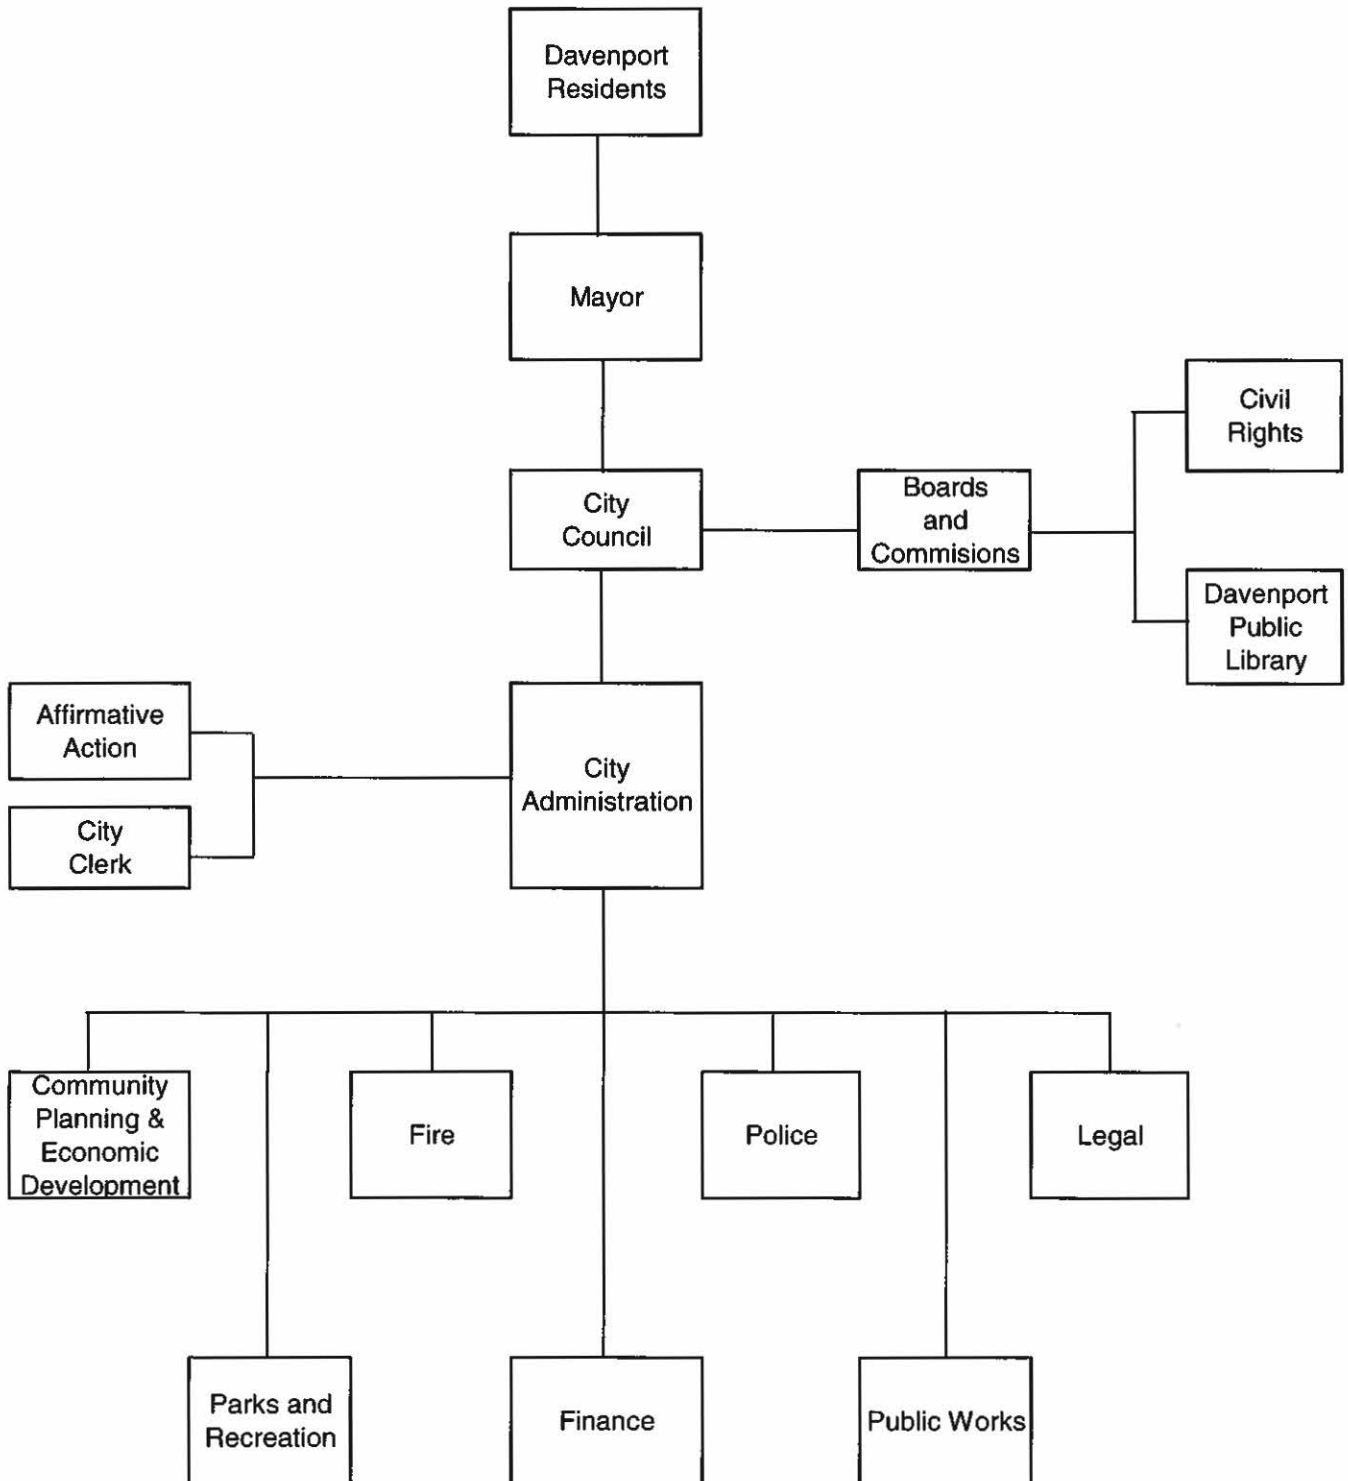 Davenport
Residents
Mayor
Civil
Rights
City
Council
Boards
and
Commisions
Davenport
Public
Library
Affirmative
Action
City
Administration
City
Clerk
Community
Planning &
Economic
Development
Fire
Police
Legal
Parks and
Recreation
Finance
Public Works